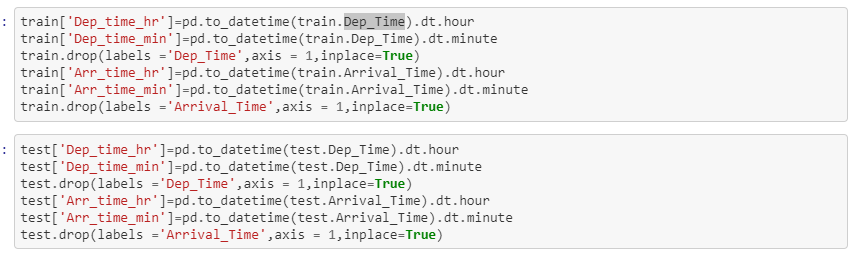 : train['Dep_time_hr']=pd.to_datetime(train.Dep_Time).dt.hour
train['Dep_time_min']=pd.to_datetime(train.Dep_Time).dt.minute
train.drop(labels ='Dep_Time',axis = 1,inplace=True)
train['Arr_time_hr']=pd.to_datetime(train.Arrival_Time).dt.hour
train['Arr_time_min']=pd.to_datetime(train.Arrival_Time).dt.minute
train.drop(labels ='Arrival_Time',axis = 1,inplace=True)
: test['Dep_time_hr']=pd.to_datetime(test.Dep_Time).dt.hour
test['Dep_time_min']=pd.to_datetime(test.Dep_Time).dt.minute
test.drop(labels ='Dep_Time',axis = 1,inplace=True)
test['Arr_time_hr']=pd.to_datetime(test.Arrival_Time).dt.hour
test['Arr_time_min']=pd.to_datetime(test.Arrival_Time).dt.minute
test.drop(labels ='Arrival_Time',axis = 1,inplace=True)